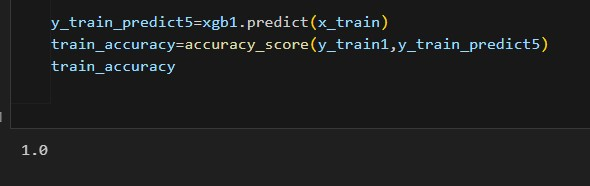 y_train_predict5=xgb1.predict(x_train)
train_accuracy=accuracy_score(y_train1,y_train_predict5)
train_accuracy
1.0